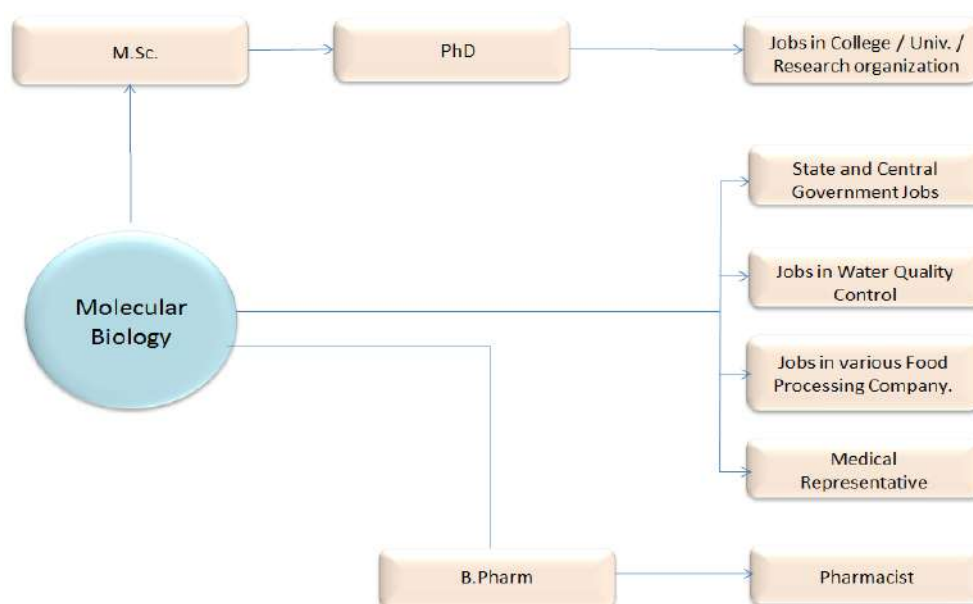 M.Sc.
PhD
Jobs in College / Univ. /
Research organization
State and Central
Government Jobs
Molecular
Biology
Jobs in Water Quality
Control
Jobs in various Food
Processing Company.
Medical
Representative
B.Pharm
Pharmacist